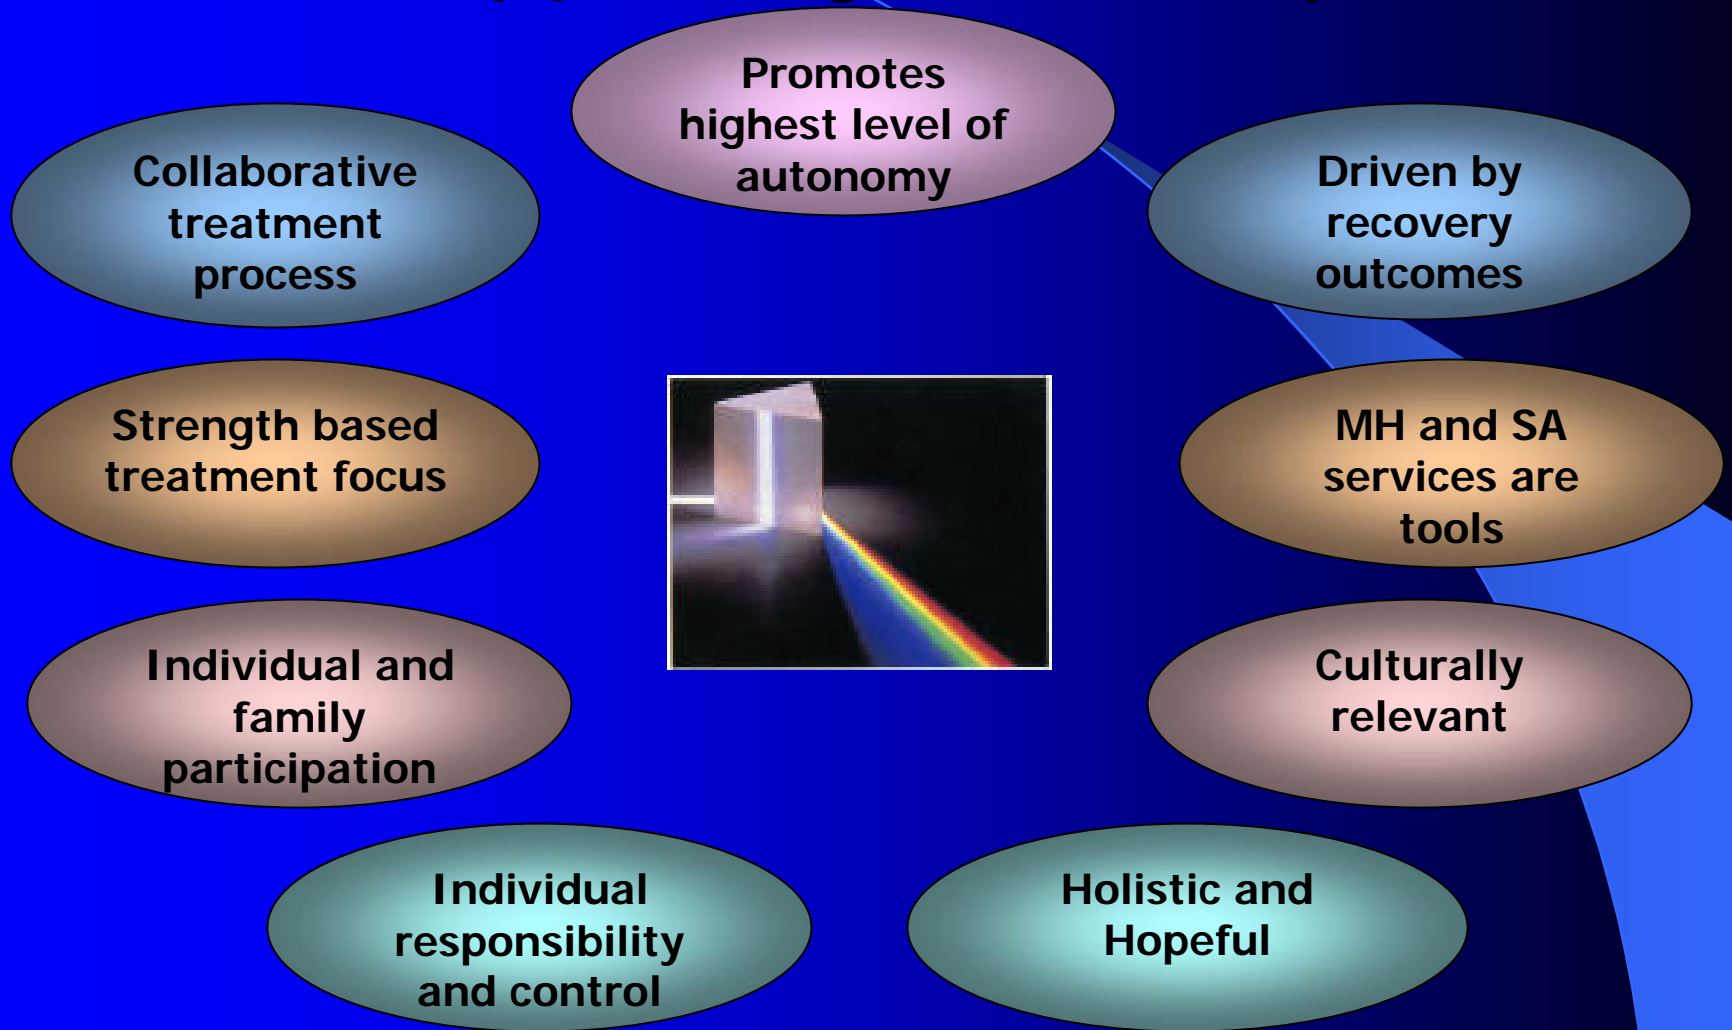 Promotes
highest level of
autonomy
Collaborative
treatment
process
Driven by
recovery
outcomes
Strength based
treatment focus
MH and SA
services are
tools
Individual and
family
participation
Culturally
relevant
Individual
responsibility
and control
Holistic and
Hopeful